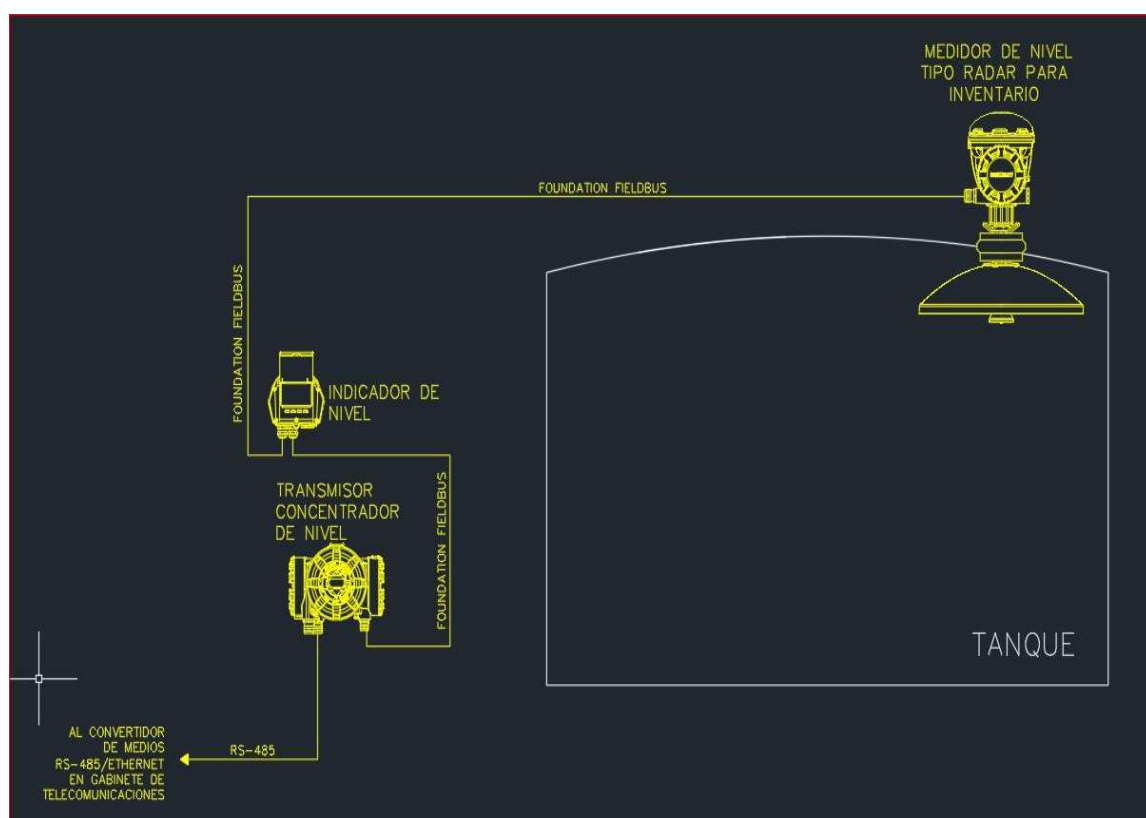 MEDIDOR DE NIVEL
TIPO RADAR PARA
INVENTARIO
FOUNDATION FIELDBUS
FOUNDATION FIELDBUS
INDICADOR DE
NIVEL
TRANSMISOR
CONCENTRADOR
DE NIVEL
FOUNDATION FIELDBUS
TANQUE
AL CONVERTIDOR
DE MEDIOS
RS-485/ETHERNET
EN GABINETE DE
TELECOMUNICACIONES
RS-485